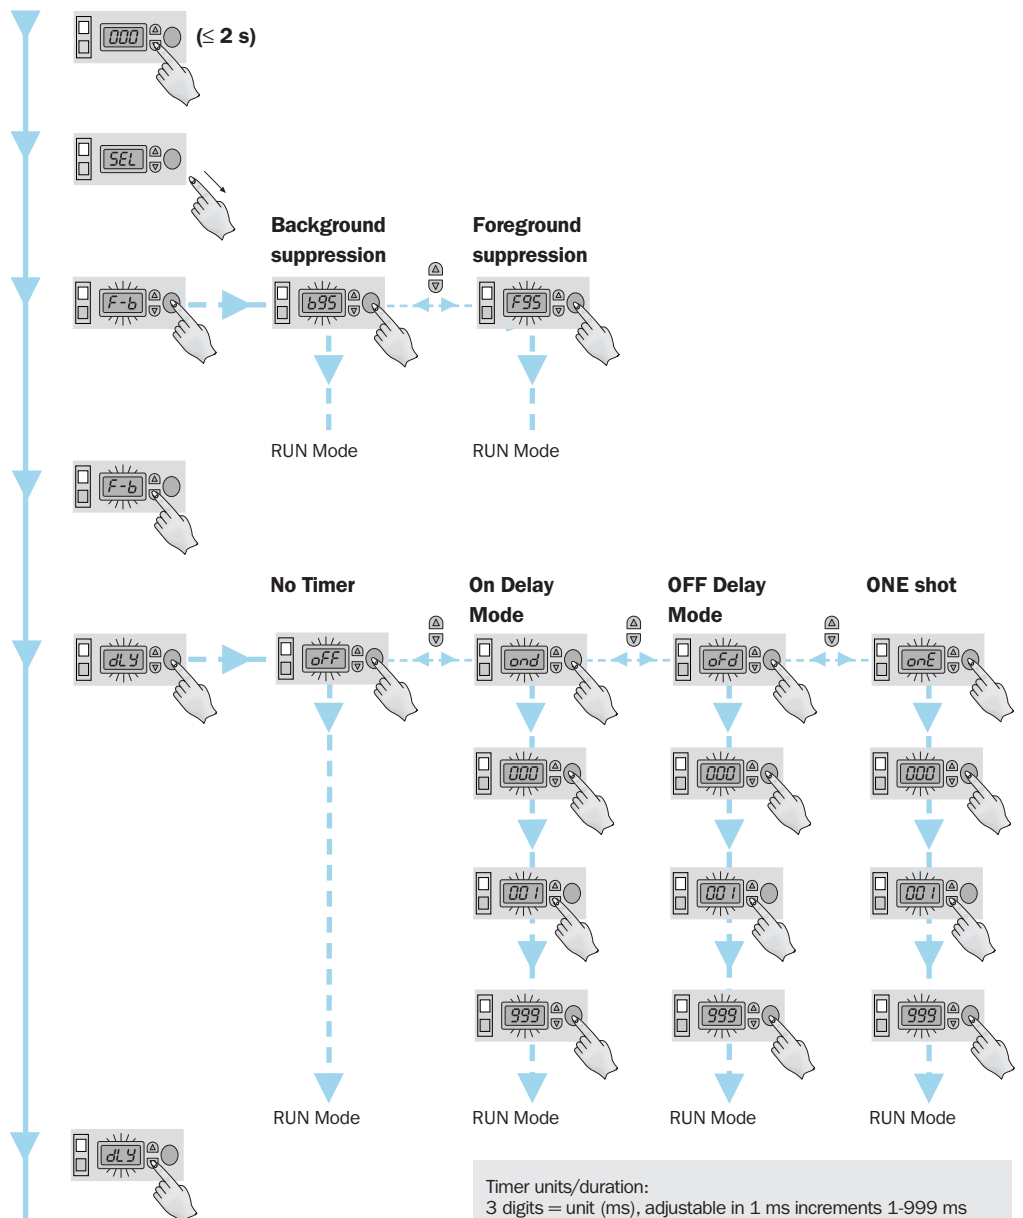 000
(≤ 2 s)
SEL
Background
suppression
Foreground
suppression
F-b
b95
F95
RUN Mode
RUN Mode
F-b
No Timer
On Delay
Mode
OFF Delay
Mode
ONE shot
dLY
oFF
ond
oFd
onE
000
000
000
001
001
001
999
999
999
RUN Mode
RUN Mode
RUN Mode
RUN Mode
dLY
Timer units/duration:
3 digits = unit (ms), adjustable in 1 ms increments 1-999 ms